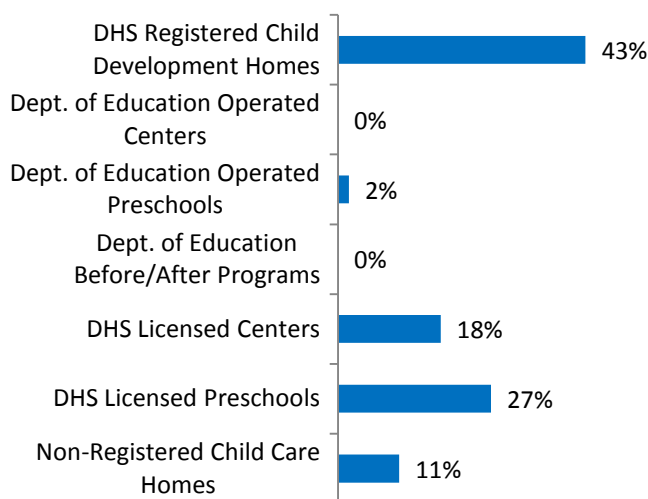 DHS Registered Child
Development Homes
43%
Dept. of Education Operated
Centers
0%
Dept. of Education Operated
Preschools
2%
Dept. of Education
Before/After Programs
0%
DHS Licensed Centers
18%
DHS Licensed Preschools
27%
Non-Registered Child Care
Homes
11%